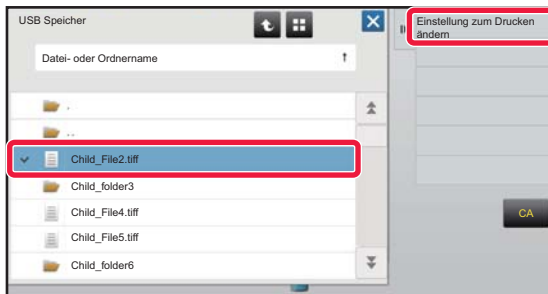 USB Speicher
Einstellung zum Drucken
ändern
Datei- oder Ordnername
.
..
Child_File2.tiff
Child_folder3
Child_File4.tiff
Child_File5.tiff
Child_folder6
CA